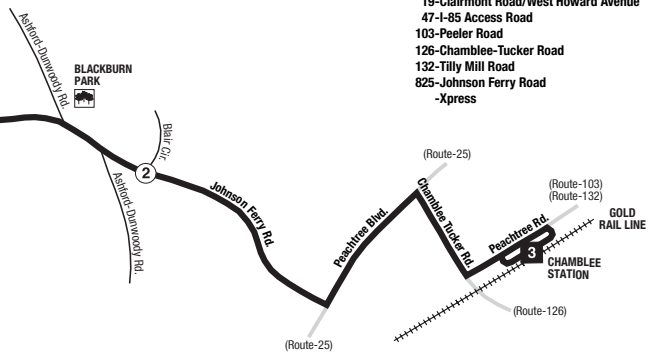 19-Clairmont Road/West Howard Avenue
47-I-85 Access Road
103-Peeler Road
126-Chamblee-Tucker Road
132-Tilly Mill Road
825-Johnson Ferry Road
-Xpress
Ashford-Dunwoody Rd.
BLACKBURN
PARK
Blair Cir.
2
Ashford-Dunwoody Rd.
Johnson Ferry Rd.
Peachtree Blvd.
(Route-25)
(Route-25)
Chamblee Tucker Rd.
Peachtree Rd.
(Route-103)
(Route-132)
GOLD
RAIL LINE
3
CHAMBLEE
STATION
(Route-126)